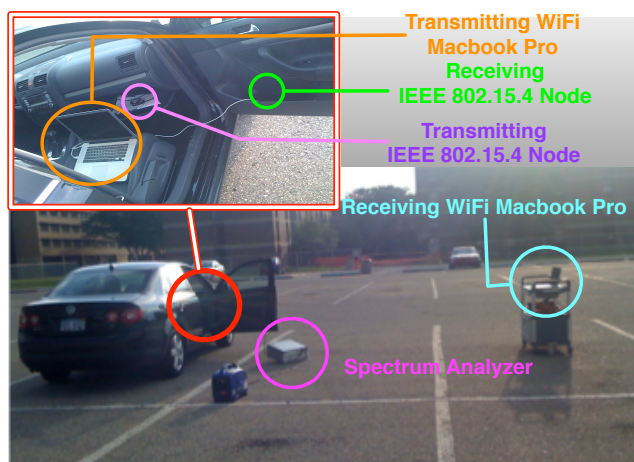 Transmitting WiFi
Macbook Pro
Receiving
IEEE 802.15.4 Node
Transmitting
IEEE 802.15.4 Node
Receiving WiFi Macbook Pro
Spectrum Analyzer